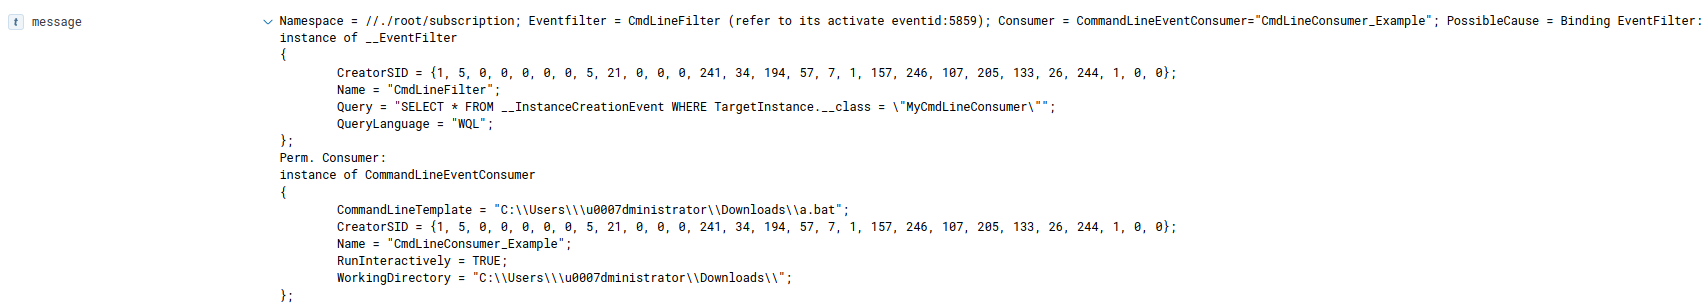 t message Namespace = //./root/subscription; Eventfilter = CmdLineFilter (refer to its activate eventid:5859); Consumer = CommandLineEventConsumer="CmdLineConsumer_Example"; PossibleCause = Binding EventFilter:
instance of __EventFilter
{
CreatorSID = {1, 5, 0, 0, 0, 0, 0, 5, 21, 0, 0, 0, 241, 34, 194, 57, 7, 1, 157, 246, 107, 205, 133, 26, 244, 1, 0, 0};
Name = "CmdLineFilter";
Query = "SELECT * FROM __InstanceCreationEvent WHERE TargetInstance.__class = \"MyCmdLineConsumer\"";
QueryLanguage = "WQL";
};
Perm. Consumer:
instance of CommandLineEventConsumer
{
CommandLineTemplate = "C:\\Users\\\u0007dministrator\\Downloads\\a.bat";
CreatorSID = {1, 5, 0, 0, 0, 0, 0, 5, 21, 0, 0, 0, 241, 34, 194, 57, 7, 1, 157, 246, 107, 205, 133, 26, 244, 1, 0, 0};
Name = "CmdLineConsumer_Example";
RunInteractively = TRUE;
WorkingDirectory = "C:\\Users\\\u0007dministrator\\Downloads\\";
};